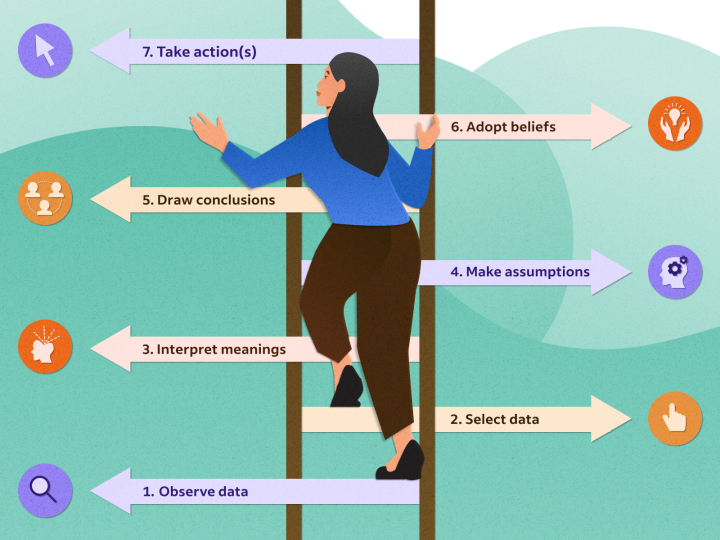 7. Take action(s)
6. Adopt beliefs
5. Draw conclusions
4. Make assumptions
3. Interpret meanings
2. Select data
1. Observe data